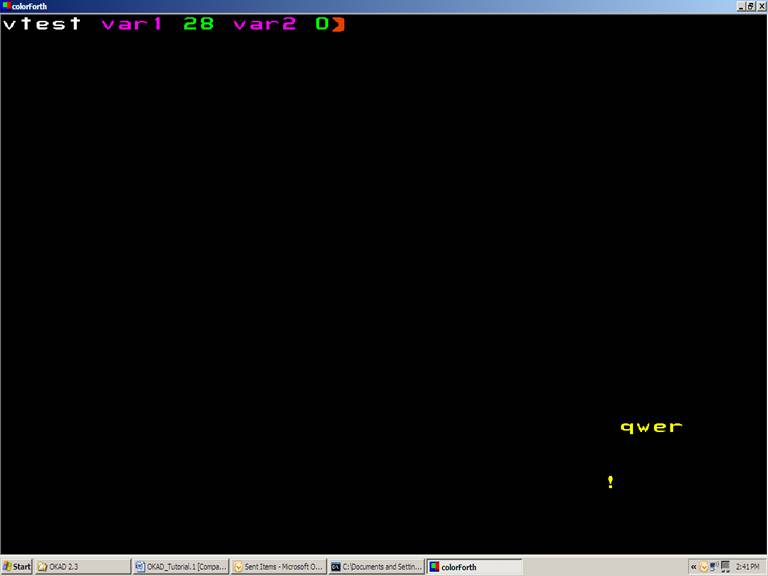 colorForth
vtest var1 28 var2 0
qwer
!
Start OKAD 2.3 OKAD_Tutorial.1 [Compa... Sent Items - Microsoft O... C:\Documents and Settin... colorForth « 2:41 PM